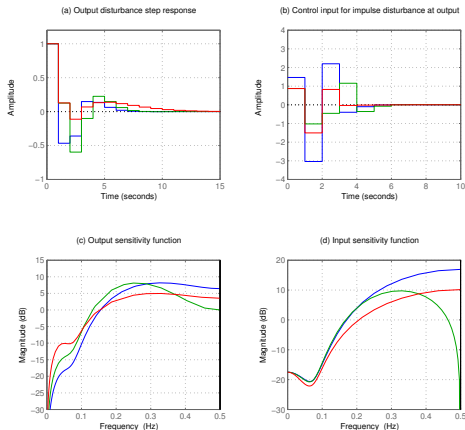 (a) Output disturbance step response
1
0.5
0
−0.5
−1
0 5 10 15
Amplitude
Time (seconds)
(b) Control input for impulse disturbance at output
4
3
2
1
0
−1
−2
−3
−4
0 2 4 6 8 10
Amplitude
Time (seconds)
(c) Output sensitivity function
15
10
5
0
−5
−10
−15
−20
−25
−30
0 0.1 0.2 0.3 0.4 0.5
Magnitude (dB)
Frequency (Hz)
(d) Input sensitivity function
20
10
0
−10
−20
−30
0 0.1 0.2 0.3 0.4 0.5
Magnitude (dB)
Frequency (Hz)